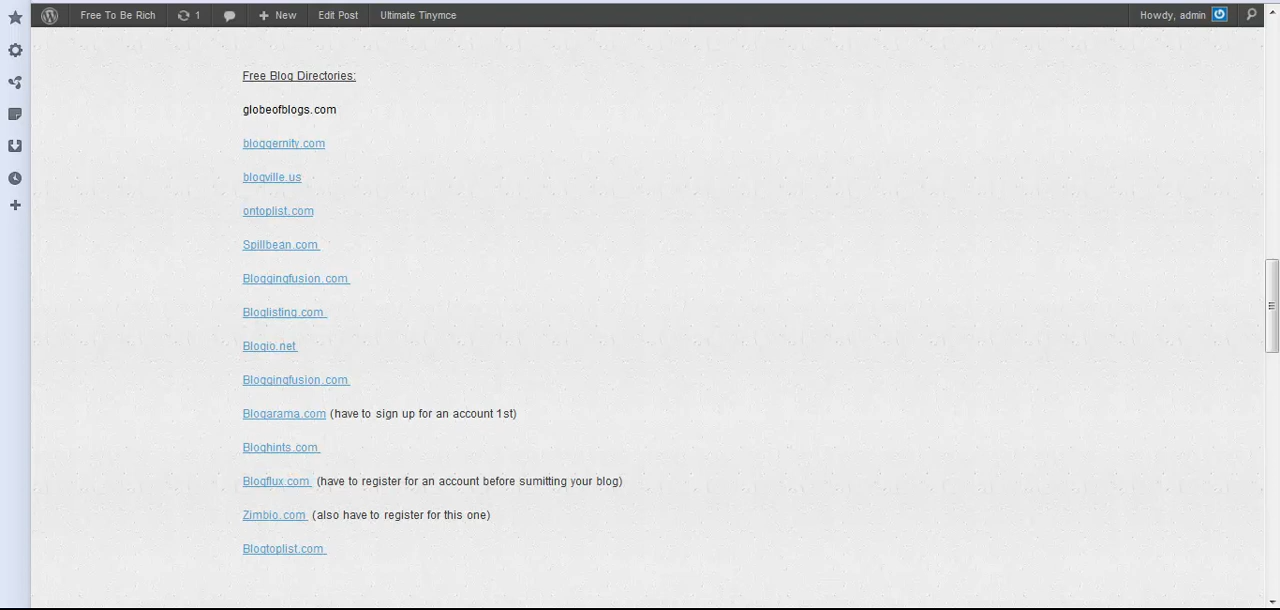 Free To Be Rich 1 New Edit Post Ultimate Tinymce Howdy, admin
Free Blog Directories:
globeofblogs.com
bloggernity.com
blogville.us
ontoplist.com
Spillbean.com
Bloggingfusion.com
Bloglisting.com
Blogio.net
Bloggingfusion.com
Blogarama.com (have to sign up for an account 1st)
Bloghints.com
Blogflux.com (have to register for an account before sumitting your blog)
Zimbio.com (also have to register for this one)
Blogtoplist.com